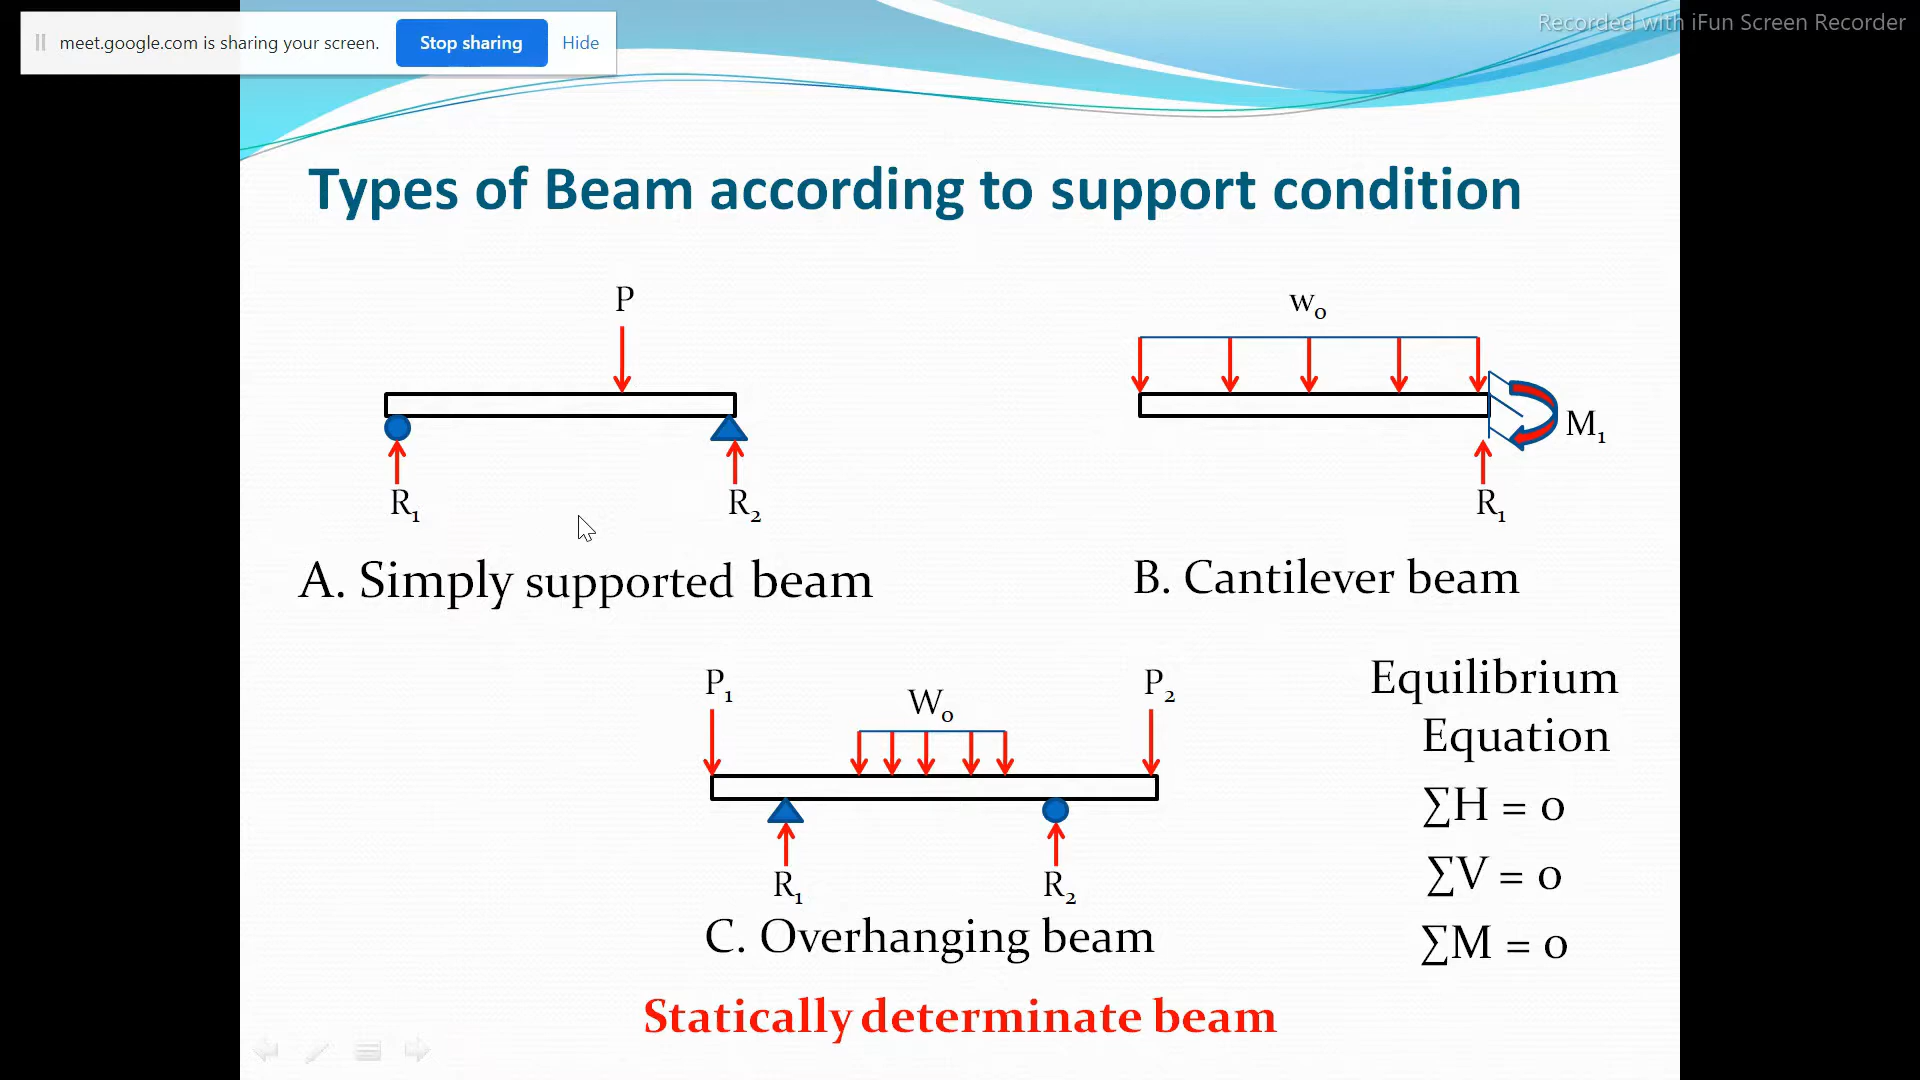 meet.google.com is sharing your screen. Stop sharing Hide
Recorded with iFun Screen Recorder
Types of Beam according to support condition
P
R₁ R₂
A. Simply supported beam
w₀
M₁
R₁
B. Cantilever beam
P₁ W₀ P₂
R₁ R₂
C. Overhanging beam
Equilibrium
Equation
∑H = 0
∑V = 0
∑M = 0
Statically determinate beam